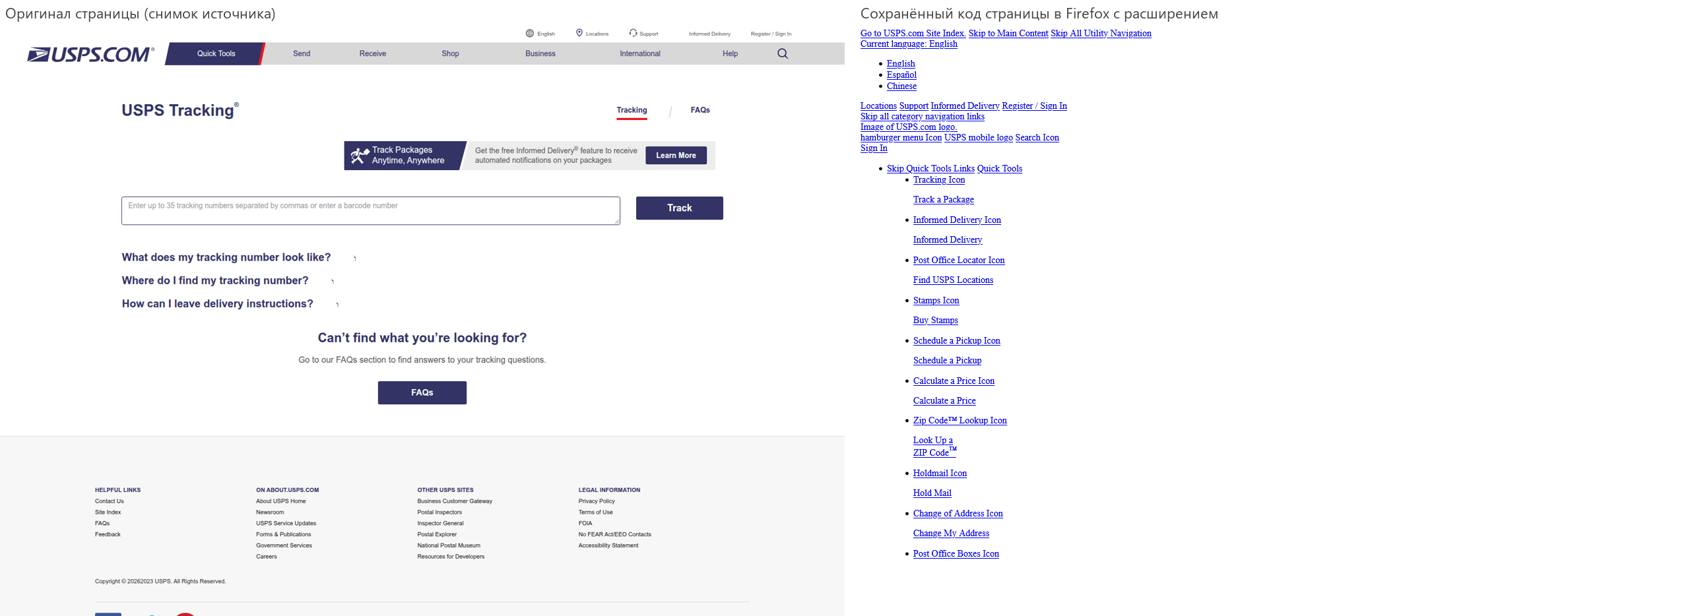 Оригинал страницы (снимок источника)
English Locations Support Informed Delivery Register / Sign In
USPS.COM®
Quick Tools Send Receive Shop Business International Help
USPS Tracking®
Tracking / FAQs
Track Packages
Anytime, Anywhere
Get the free Informed Delivery® feature to receive
automated notifications on your packages
Learn More
Enter up to 35 tracking numbers separated by commas or enter a barcode number
Track
What does my tracking number look like?
Where do I find my tracking number?
How can I leave delivery instructions?
Can’t find what you’re looking for?
Go to our FAQs section to find answers to your tracking questions.
FAQs
HELPFUL LINKS
Contact Us
Site Index
FAQs
Feedback
ON ABOUT.USPS.COM
About USPS Home
Newsroom
USPS Service Updates
Forms & Publications
Government Services
Careers
OTHER USPS SITES
Business Customer Gateway
Postal Inspectors
Inspector General
Postal Explorer
National Postal Museum
Resources for Developers
LEGAL INFORMATION
Privacy Policy
Terms of Use
FOIA
No FEAR Act/EEO Contacts
Accessibility Statement
Copyright © 20262023 USPS. All Rights Reserved.
Сохранённый код страницы в Firefox с расширением
Go to USPS.com Site Index. Skip to Main Content Skip All Utility Navigation
Current language: English
English
Español
Chinese
Locations Support Informed Delivery Register / Sign In
Skip all category navigation links
Image of USPS.com logo.
hamburger menu Icon USPS mobile logo Search Icon
Sign In
Skip Quick Tools Links Quick Tools
Tracking Icon
Track a Package
Informed Delivery Icon
Informed Delivery
Post Office Locator Icon
Find USPS Locations
Stamps Icon
Buy Stamps
Schedule a Pickup Icon
Schedule a Pickup
Calculate a Price Icon
Calculate a Price
Zip Code™ Lookup Icon
Look Up a
ZIP Code™
Holdmail Icon
Hold Mail
Change of Address Icon
Change My Address
Post Office Boxes Icon